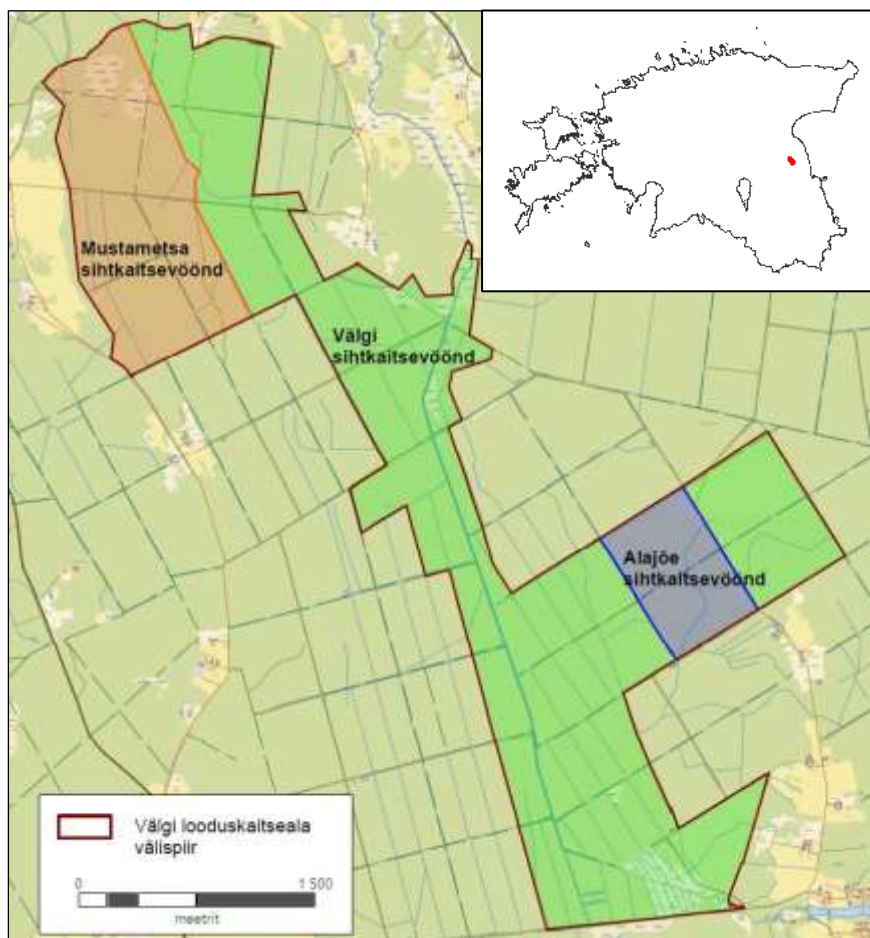 Mustametsa
sihtkaitsevöönd
Välgi
sihtkaitsevöönd
Alajõe
sihtkaitsevöönd
Välgi looduskaitseala
välispiir
0
1 500
meetrit